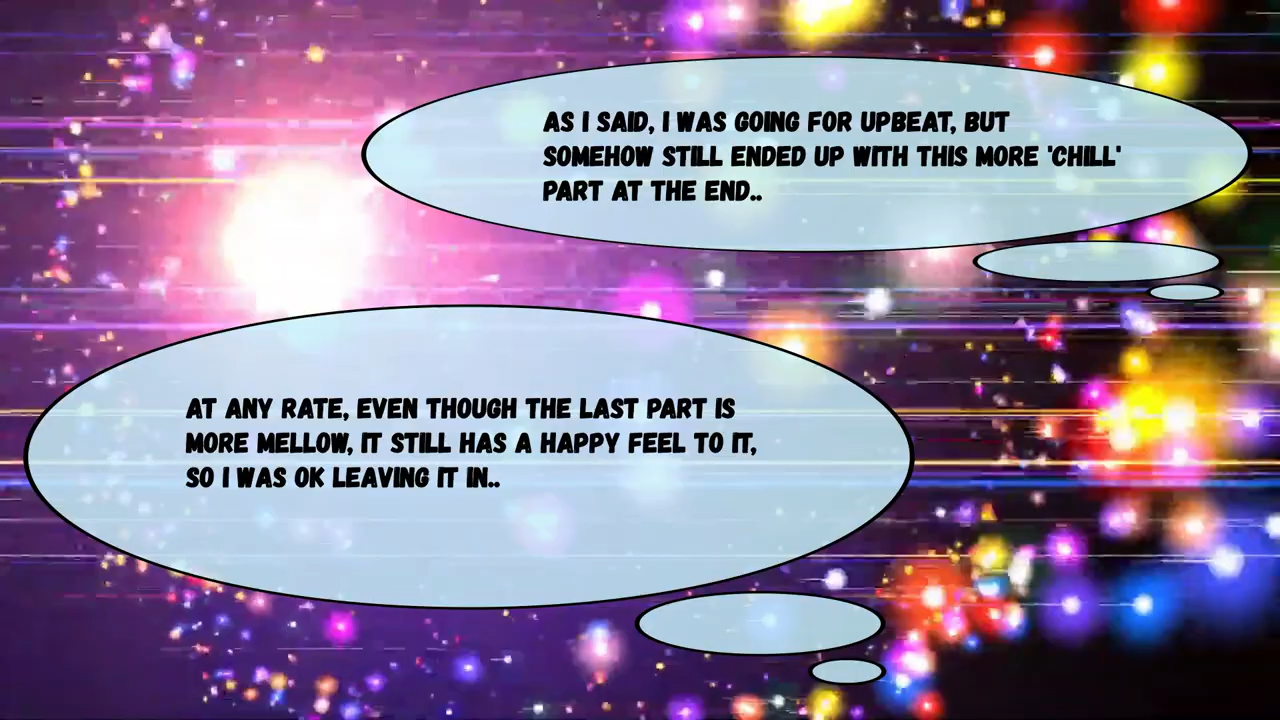 AS I SAID, I WAS GOING FOR UPBEAT, BUT
SOMEHOW STILL ENDED UP WITH THIS MORE 'CHILL'
PART AT THE END..
AT ANY RATE, EVEN THOUGH THE LAST PART IS
MORE MELLOW, IT STILL HAS A HAPPY FEEL TO IT,
SO I WAS OK LEAVING IT IN..